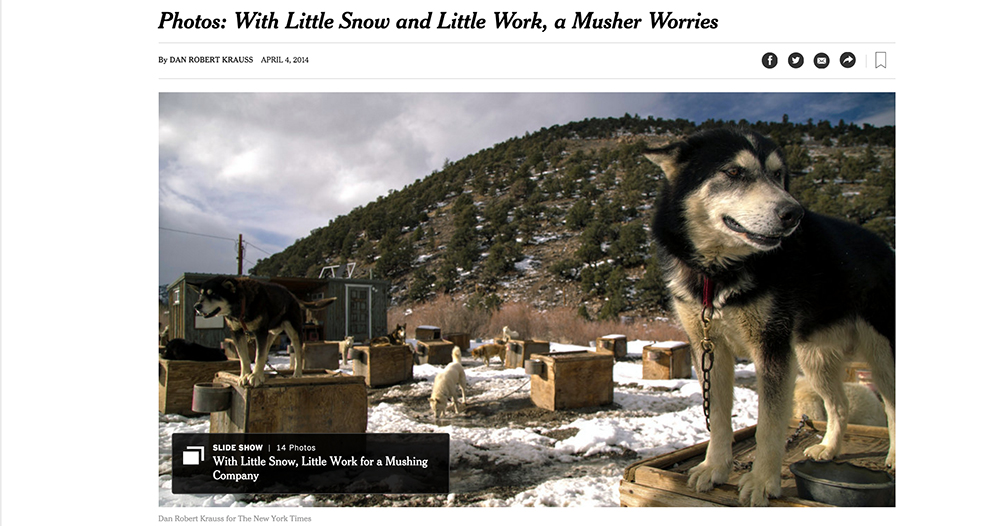 Photos: With Little Snow and Little Work, a Musher Worries
By DAN ROBERT KRAUSS APRIL 4, 2014
SLIDE SHOW | 14 Photos
With Little Snow, Little Work for a Mushing
Company
Dan Robert Krauss for The New York Times